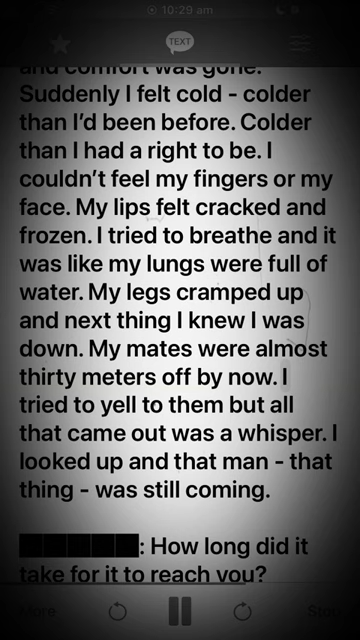 10:29 am
TEXT
and comfort was gone.
Suddenly I felt cold - colder
than I’d been before. Colder
than I had a right to be. I
couldn’t feel my fingers or my
face. My lips felt cracked and
frozen. I tried to breathe and it
was like my lungs were full of
water. My legs cramped up
and next thing I knew I was
down. My mates were almost
thirty meters off by now. I
tried to yell to them but all
that came out was a whisper. I
looked up and that man - that
thing - was still coming.
█████: How long did it
take for it to reach you?
More
Stop